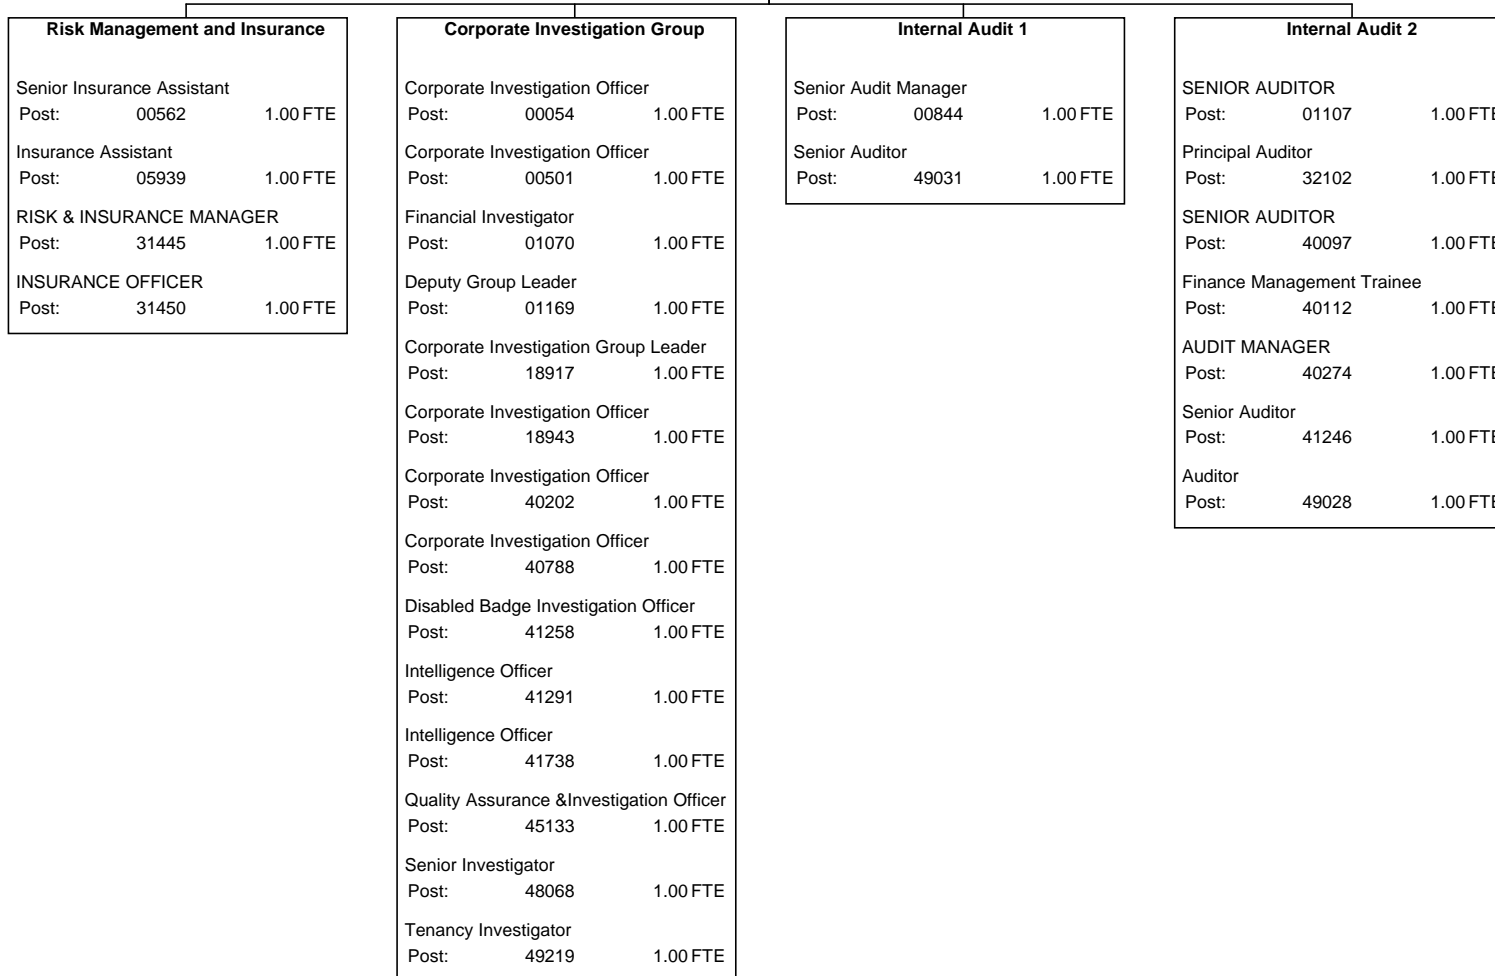 Risk Management and Insurance
Senior Insurance Assistant
Post: 00562 1.00 FTE
Insurance Assistant
Post: 05939 1.00 FTE
RISK & INSURANCE MANAGER
Post: 31445 1.00 FTE
INSURANCE OFFICER
Post: 31450 1.00 FTE
Corporate Investigation Group
Corporate Investigation Officer
Post: 00054 1.00 FTE
Corporate Investigation Officer
Post: 00501 1.00 FTE
Financial Investigator
Post: 01070 1.00 FTE
Deputy Group Leader
Post: 01169 1.00 FTE
Corporate Investigation Group Leader
Post: 18917 1.00 FTE
Corporate Investigation Officer
Post: 18943 1.00 FTE
Corporate Investigation Officer
Post: 40202 1.00 FTE
Corporate Investigation Officer
Post: 40788 1.00 FTE
Disabled Badge Investigation Officer
Post: 41258 1.00 FTE
Intelligence Officer
Post: 41291 1.00 FTE
Intelligence Officer
Post: 41738 1.00 FTE
Quality Assurance &Investigation Officer
Post: 45133 1.00 FTE
Senior Investigator
Post: 48068 1.00 FTE
Tenancy Investigator
Post: 49219 1.00 FTE
Internal Audit 1
Senior Audit Manager
Post: 00844 1.00 FTE
Senior Auditor
Post: 49031 1.00 FTE
Internal Audit 2
SENIOR AUDITOR
Post: 01107 1.00 FTE
Principal Auditor
Post: 32102 1.00 FTE
SENIOR AUDITOR
Post: 40097 1.00 FTE
Finance Management Trainee
Post: 40112 1.00 FTE
AUDIT MANAGER
Post: 40274 1.00 FTE
Senior Auditor
Post: 41246 1.00 FTE
Auditor
Post: 49028 1.00 FTE